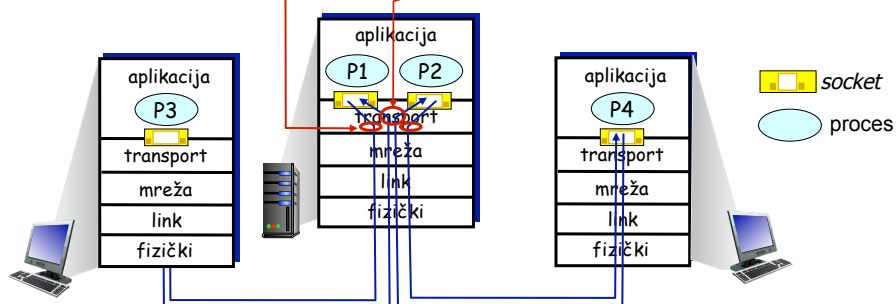 aplikacija
P1
P2
transport
mreža
link
fizički
aplikacija
P3
transport
mreža
link
fizički
aplikacija
P4
transport
mreža
link
fizički
socket
proces